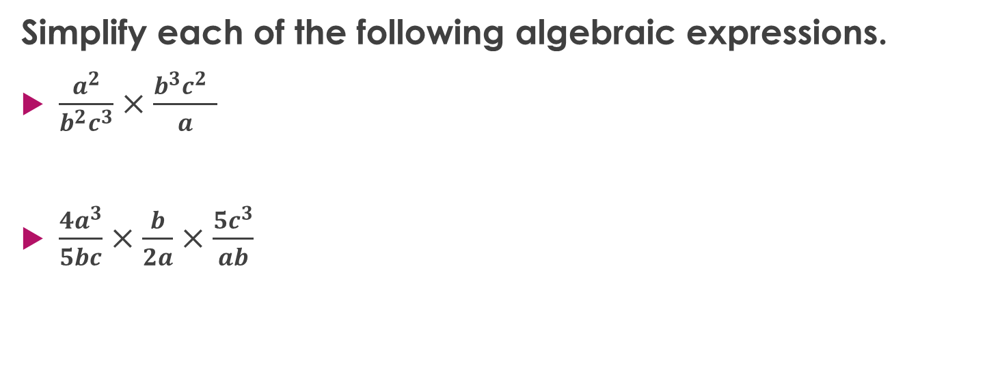 Simplify each of the following algebraic expressions.
a²/b²c³ × b³c²/a
4a³/5bc × b/2a × 5c³/ab